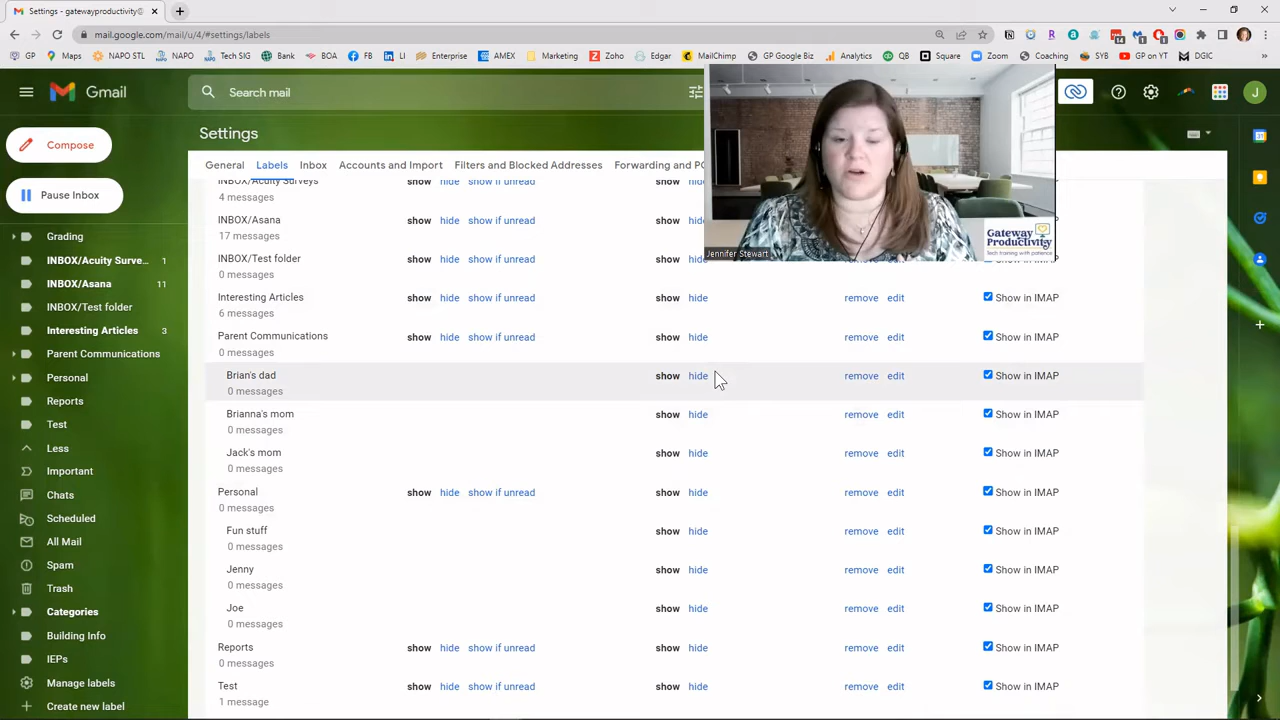 Settings - gatewayproductivity@
mail.google.com/mail/u/4/#settings/labels
GP Maps NAPO STL NAPO Tech SIG Bank BOA FB LI Enterprise AMEX Marketing Zoho Edgar MailChimp GP Google Biz Analytics QB Square Zoom Coaching SYB GP on YT DGIC
Gmail
Search mail
J
Settings
Compose
General Labels Inbox Accounts and Import Filters and Blocked Addresses Forwarding and PO
Pause Inbox
INBOX/Acuity Surveys show hide show if unread hide
4 messages
INBOX/Asana show hide show if unread
17 messages
INBOX/Test folder show hide show if unread
0 messages
Interesting Articles show hide show if unread show hide remove edit Show in IMAP
6 messages
Parent Communications show hide show if unread show hide remove edit Show in IMAP
0 messages
Brian's dad show hide remove edit Show in IMAP
0 messages
Brianna's mom show hide remove edit Show in IMAP
0 messages
Jack's mom show hide remove edit Show in IMAP
0 messages
Personal show hide show if unread show hide remove edit Show in IMAP
0 messages
Fun stuff show hide remove edit Show in IMAP
0 messages
Jenny show hide remove edit Show in IMAP
0 messages
Joe show hide remove edit Show in IMAP
0 messages
Reports show hide show if unread show hide remove edit Show in IMAP
0 messages
Test show hide show if unread show hide remove edit Show in IMAP
1 message
Grading
INBOX/Acuity Surve... 1
INBOX/Asana 11
INBOX/Test folder
Interesting Articles 3
Parent Communications
Personal
Reports
Test
Less
Important
Chats
Scheduled
All Mail
Spam
Trash
Categories
Building Info
IEPs
Manage labels
Create new label
Jennifer Stewart
Gateway
Productivity
Tech training with patience